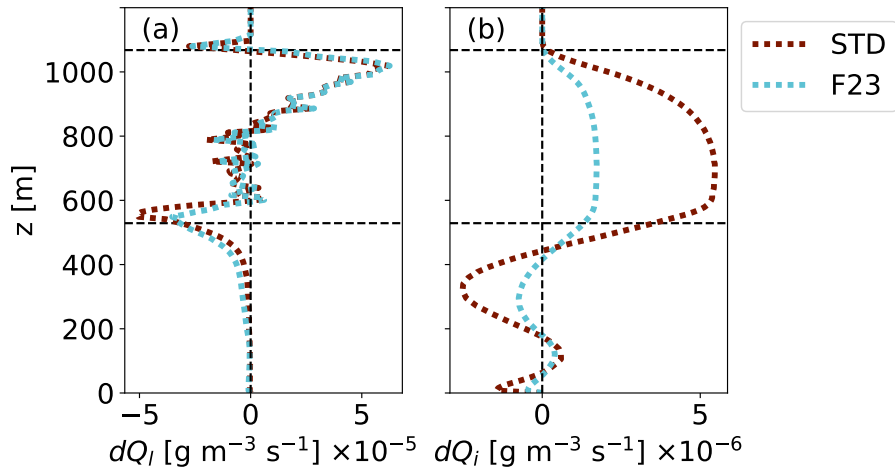 (a)
(b)
STD
F23
1000
800
600
400
200
0
z [m]
−5
0
5
0
5
dQ_l [g m⁻³ s⁻¹] ×10⁻⁵
dQ_i [g m⁻³ s⁻¹] ×10⁻⁶